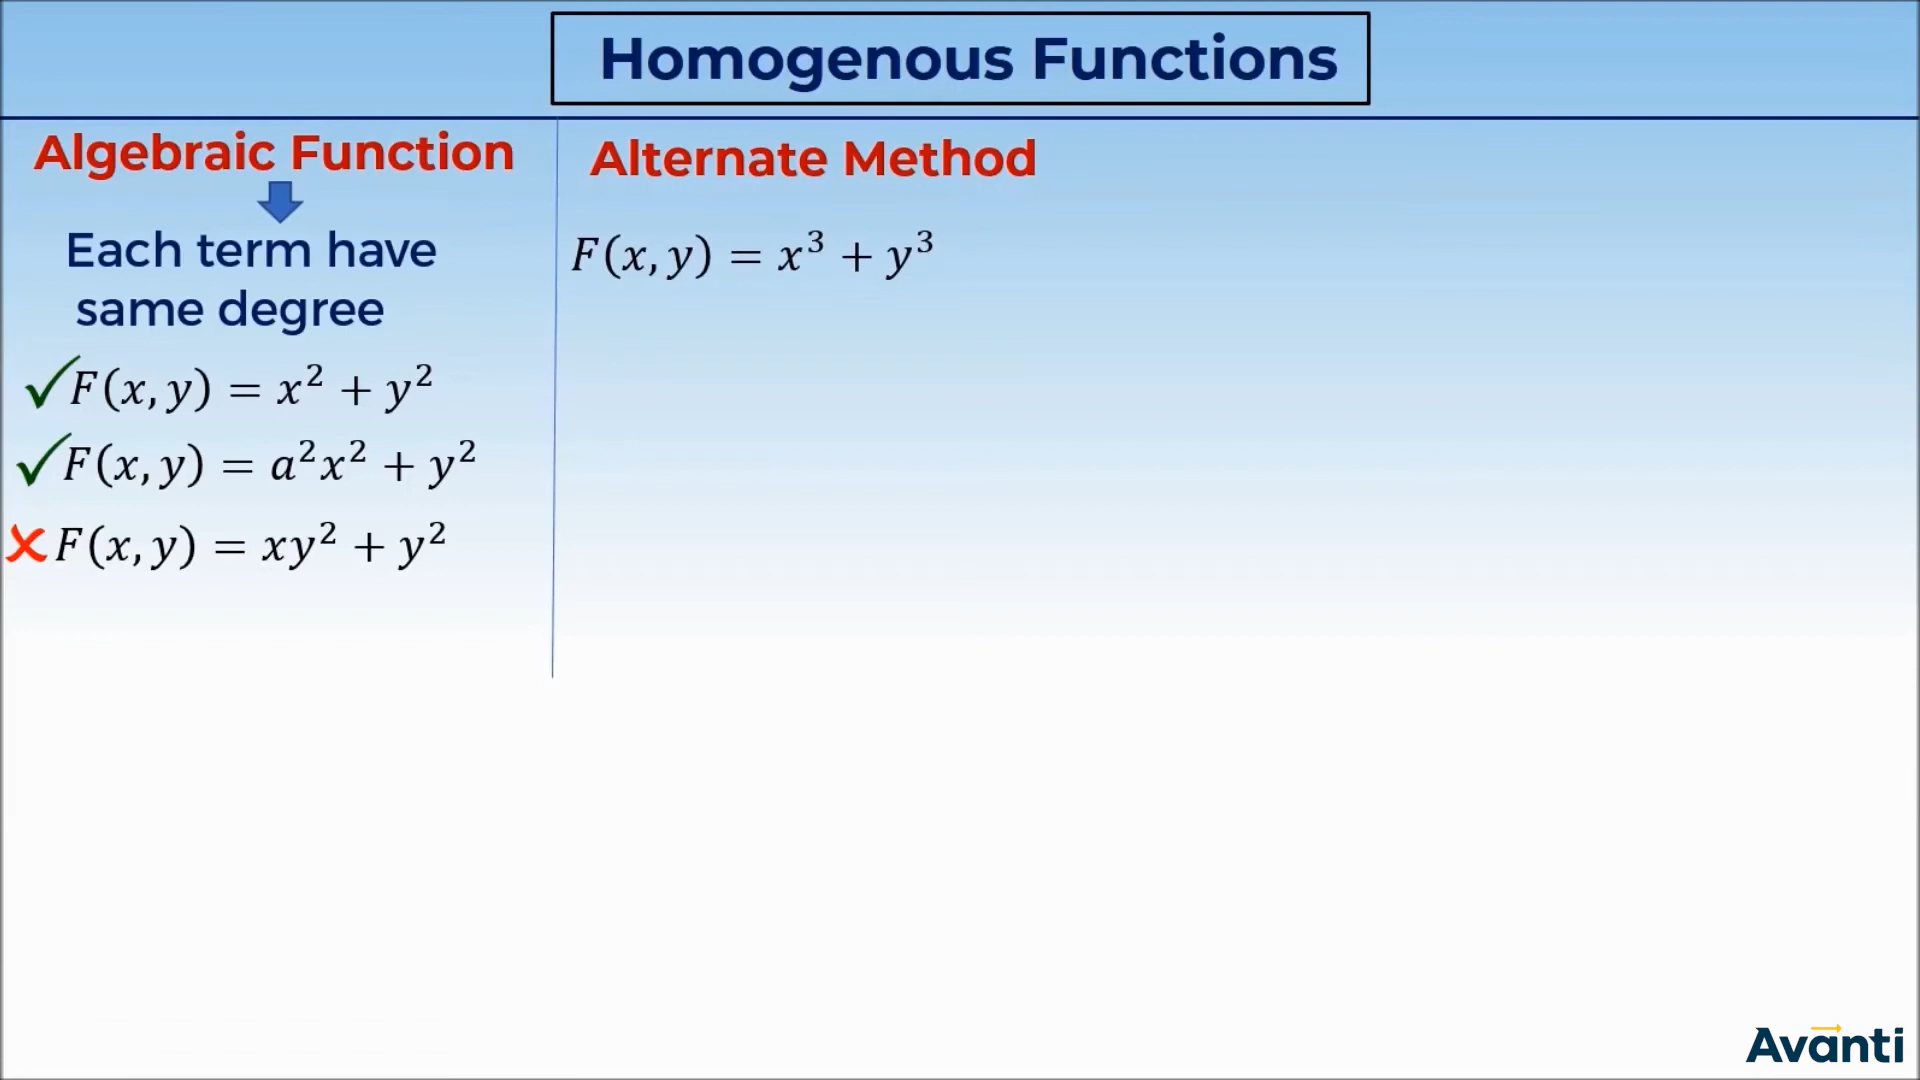 Homogenous Functions
Algebraic Function
Each term have
same degree
✓F(x, y) = x² + y²
✓F(x, y) = a²x² + y²
✗F(x, y) = xy² + y²
Alternate Method
F(x, y) = x³ + y³
Avanti